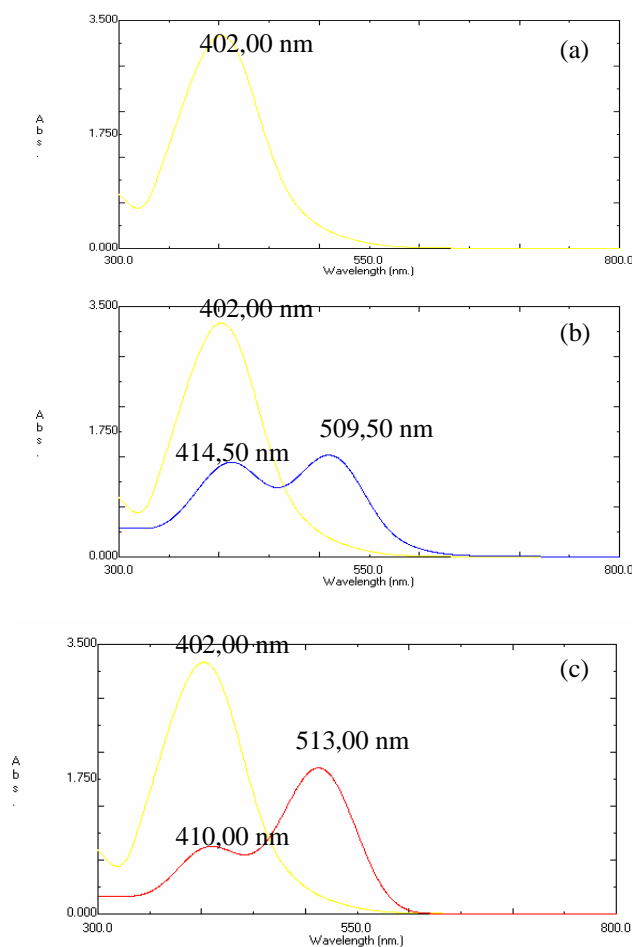 3.500
402,00 nm
(a)
A
b
s
.
1.750
0.000
300.0
550.0
800.0
Wavelength (nm.)
3.500
402,00 nm
(b)
A
b
s
.
1.750
509,50 nm
414,50 nm
0.000
300.0
550.0
800.0
Wavelength (nm.)
3.500
402,00 nm
(c)
513,00 nm
A
b
s
.
1.750
410,00 nm
0.000
300.0
550.0
800.0
Wavelength (nm.)